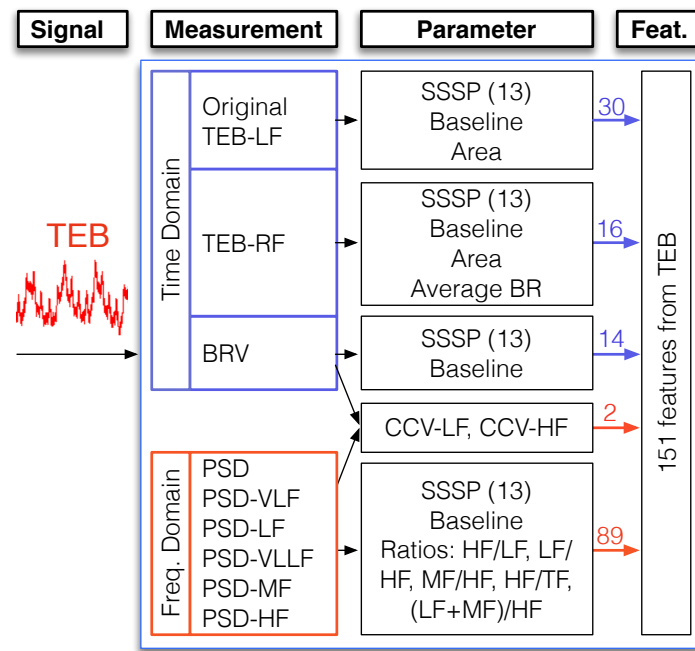 Signal
Measurement
Parameter
Feat.
TEB
Time Domain
Original
TEB-LF
SSSP (13)
Baseline
Area
30
TEB-RF
SSSP (13)
Baseline
Area
Average BR
16
BRV
SSSP (13)
Baseline
14
CCV-LF, CCV-HF
2
Freq. Domain
PSD
PSD-VLF
PSD-LF
PSD-VLLF
PSD-MF
PSD-HF
SSSP (13)
Baseline
Ratios: HF/LF, LF/
HF, MF/HF, HF/TF,
(LF+MF)/HF
89
151 features from TEB